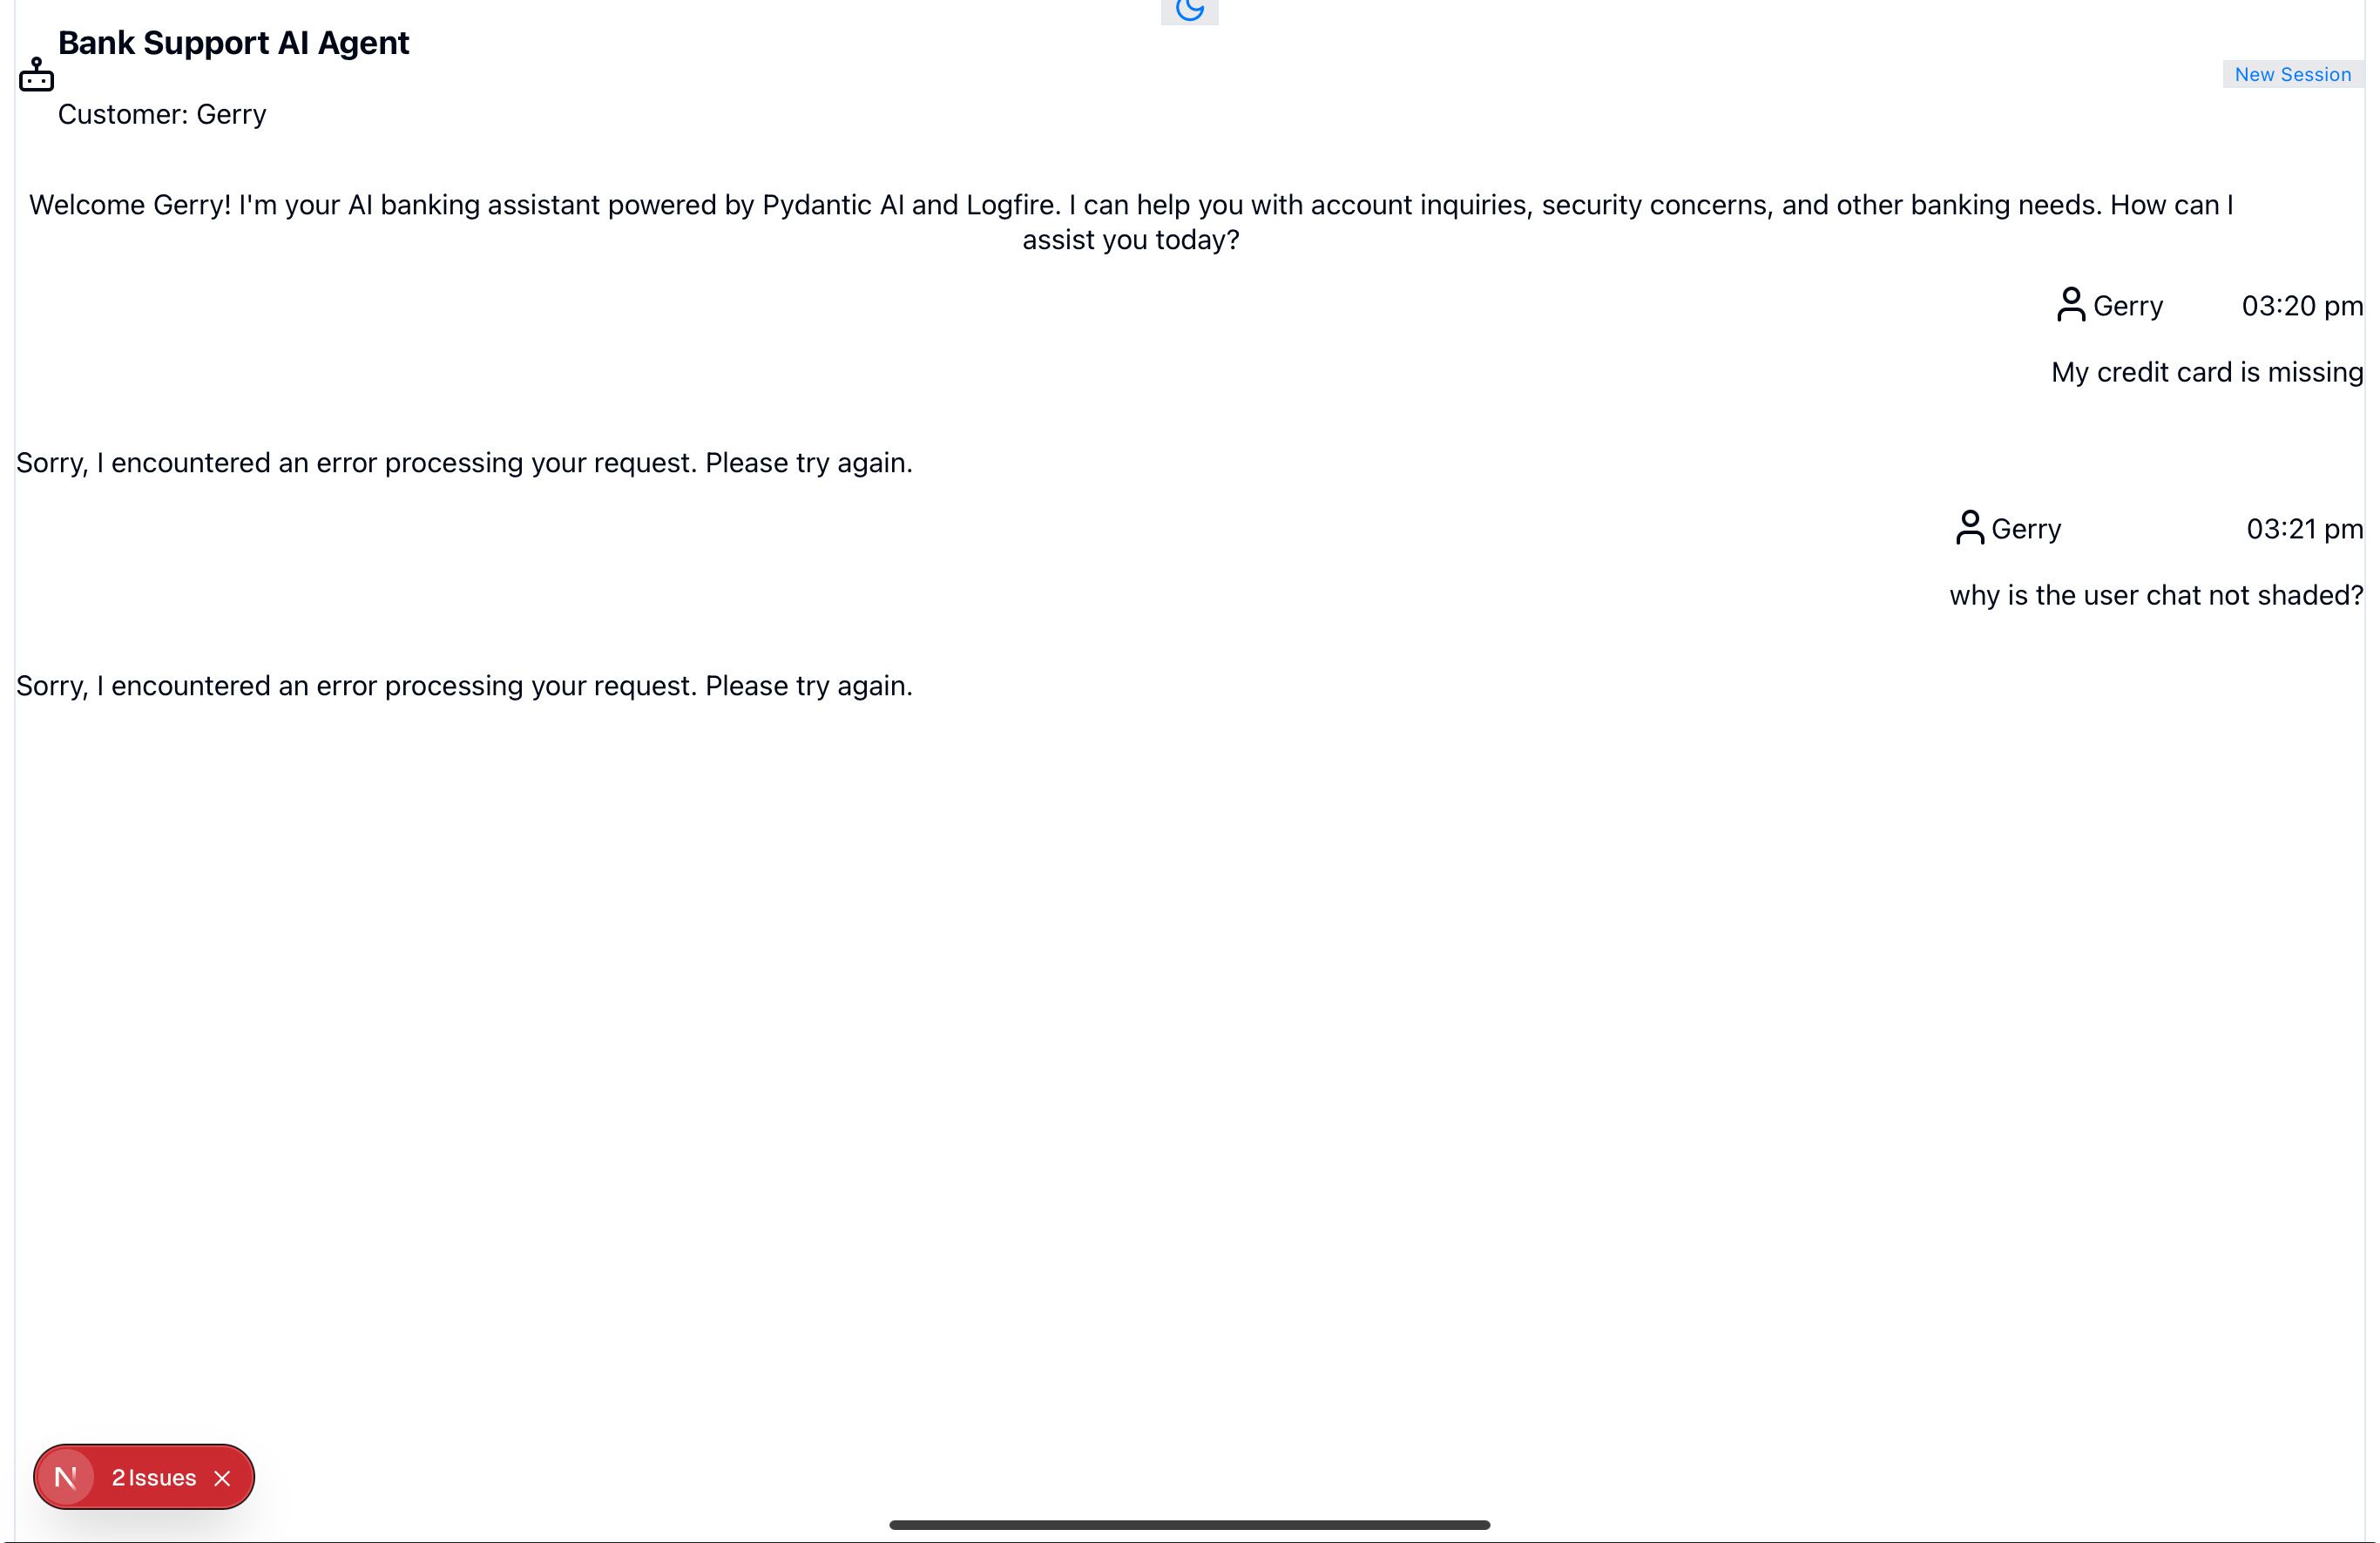 Bank Support AI Agent
New Session
Customer: Gerry
Welcome Gerry! I'm your AI banking assistant powered by Pydantic AI and Logfire. I can help you with account inquiries, security concerns, and other banking needs. How can I
assist you today?
Gerry 03:20 pm
My credit card is missing
Sorry, I encountered an error processing your request. Please try again.
Gerry 03:21 pm
why is the user chat not shaded?
Sorry, I encountered an error processing your request. Please try again.
N 2 Issues